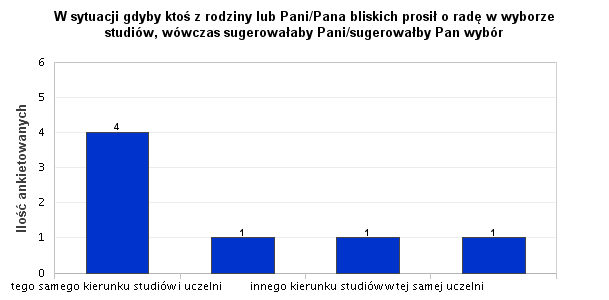 W sytuacji gdyby ktoś z rodziny lub Pani/Pana bliskich prosił o radę w wyborze
studiów, wówczas sugerowałaby Pani/sugerowałby Pan wybór
Ilość ankietowanych
6
5
4
3
2
1
0
4
1
1
1
tego samego kierunku studiów i uczelni
innego kierunku studiów w tej samej uczelni